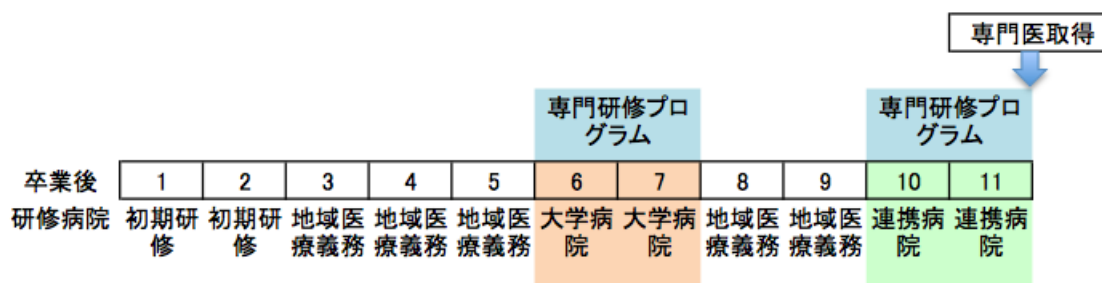 専門医取得
専門研修プロ
グラム
専門研修プロ
グラム
卒業後 1 2 3 4 5 6 7 8 9 10 11
研修病院 初期研 初期研 地域医 地域医 地域医 大学病 大学病 地域医 地域医 連携病 連携病
修 修 療義務 療義務 療義務 院 院 療義務 療義務 院 院